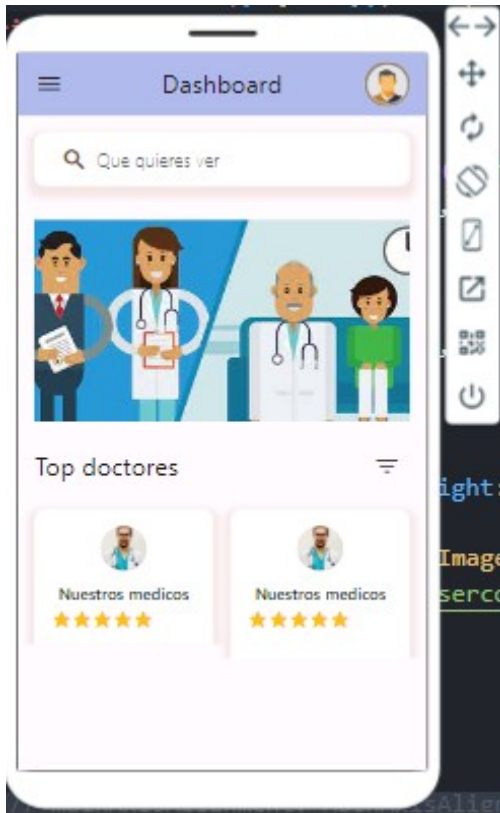 Dashboard
Que quieres ver
Top doctores
Nuestros medicos
Nuestros medicos
ight:
Image
serco